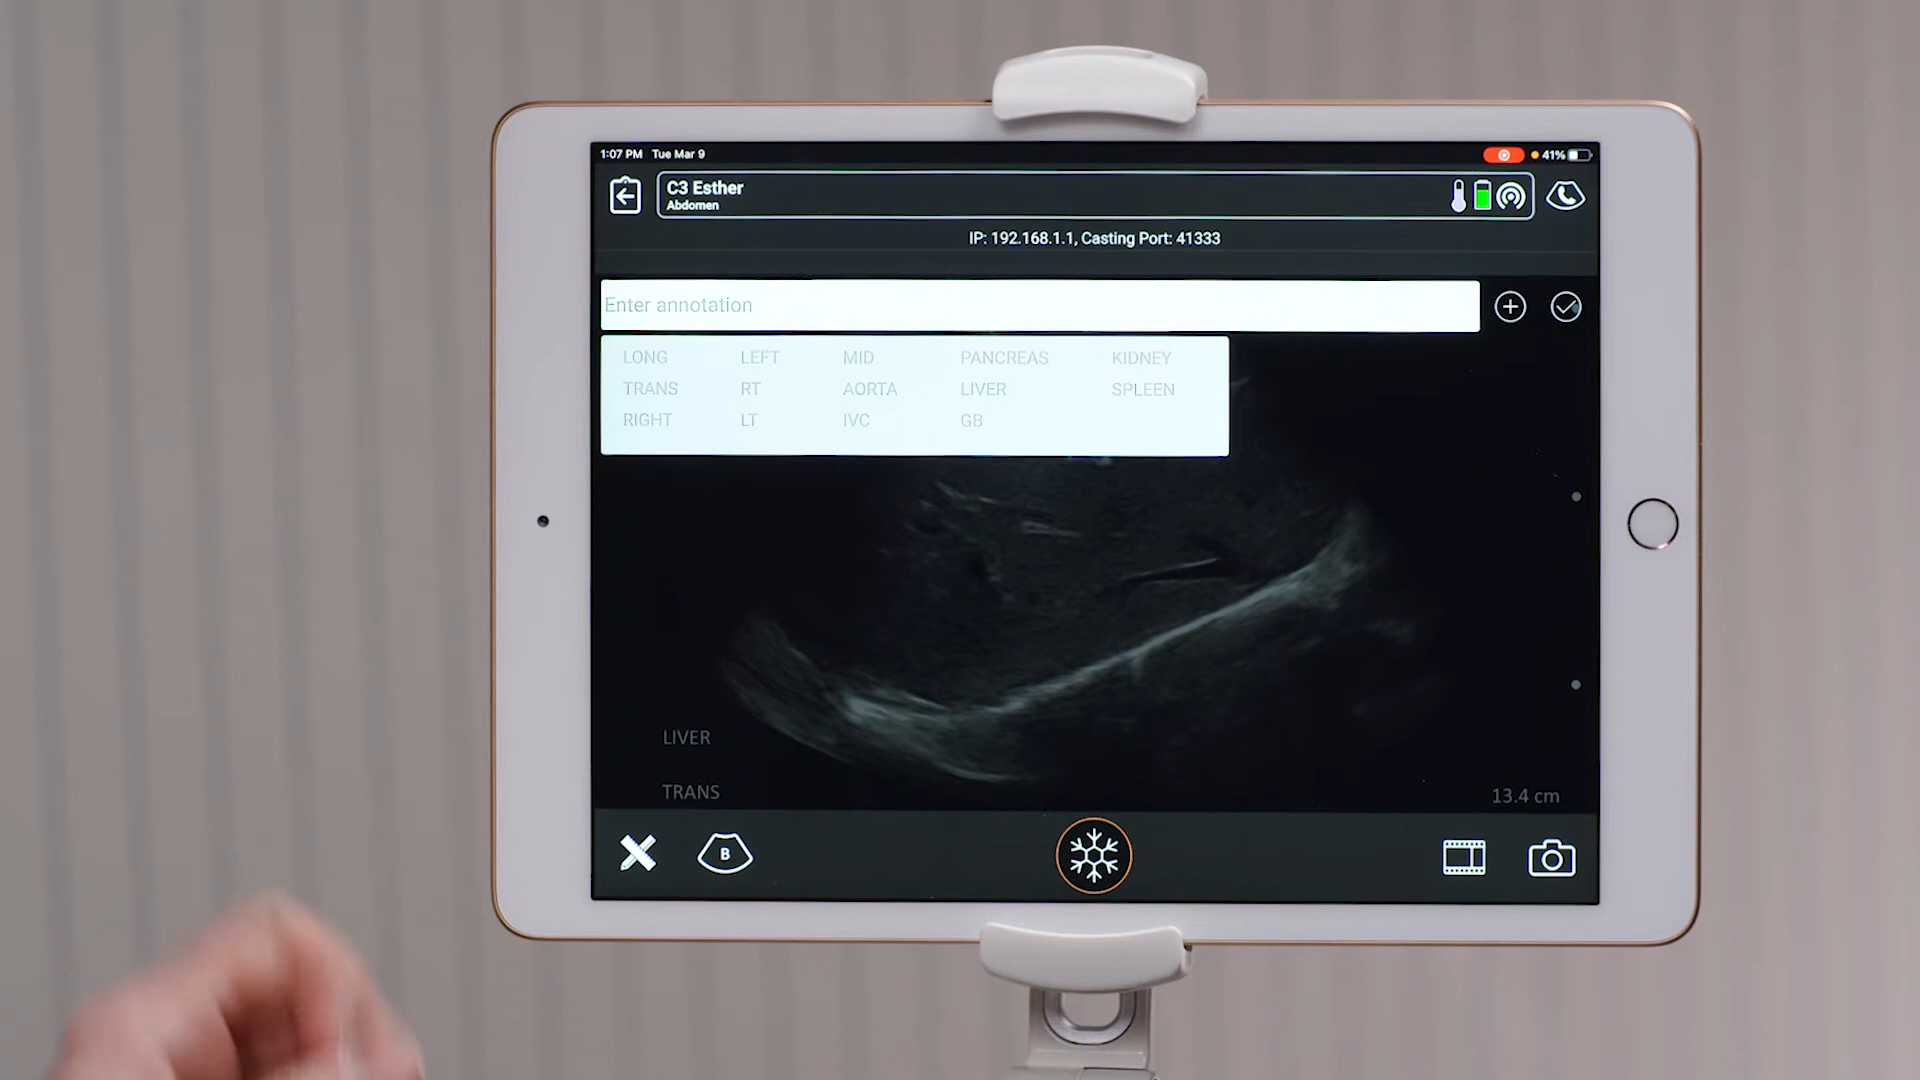 1:07 PM Tue Mar 9
41%
C3 Esther
Abdomen
IP: 192.168.1.1, Casting Port: 41333
Enter annotation
LONG LEFT MID PANCREAS KIDNEY
TRANS RT AORTA LIVER SPLEEN
RIGHT LT IVC GB
LIVER
TRANS
13.4 cm
B